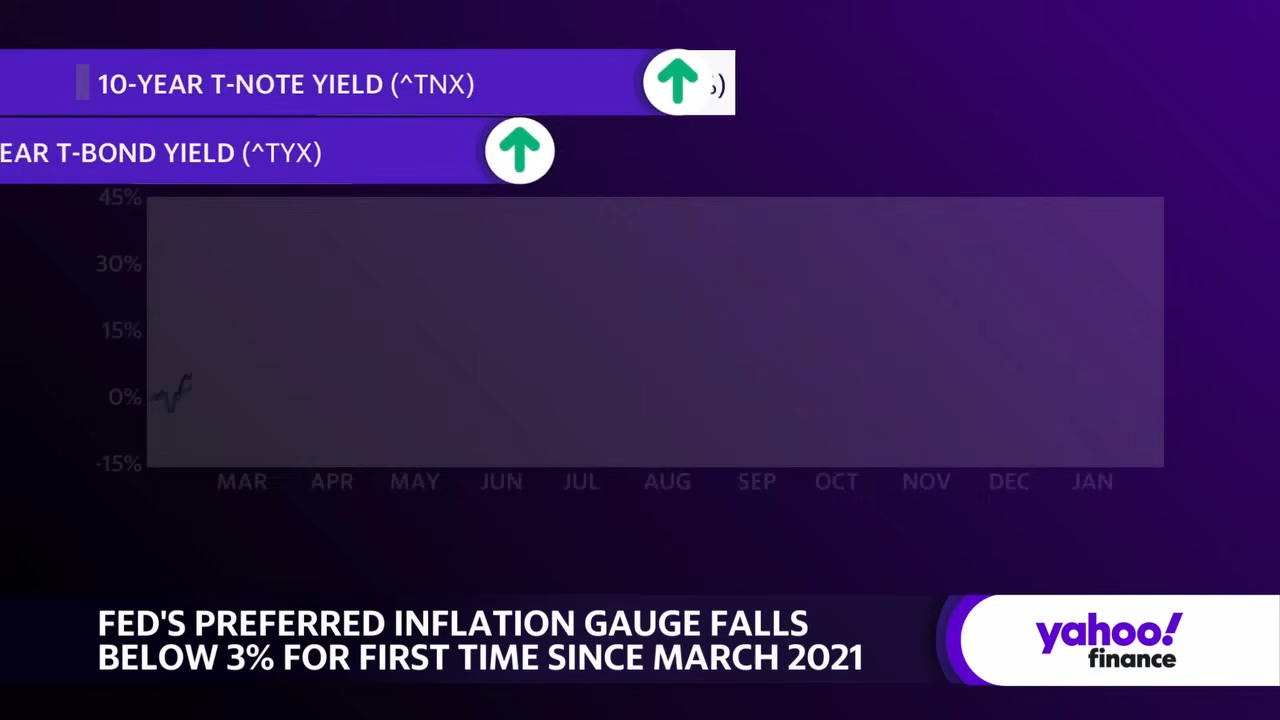 10-YEAR T-NOTE YIELD (^TNX)
)
EAR T-BOND YIELD (^TYX)
45%
30%
15%
0%
-15%
MAR APR MAY JUN JUL AUG SEP OCT NOV DEC JAN
FED'S PREFERRED INFLATION GAUGE FALLS
BELOW 3% FOR FIRST TIME SINCE MARCH 2021
yahoo!
finance